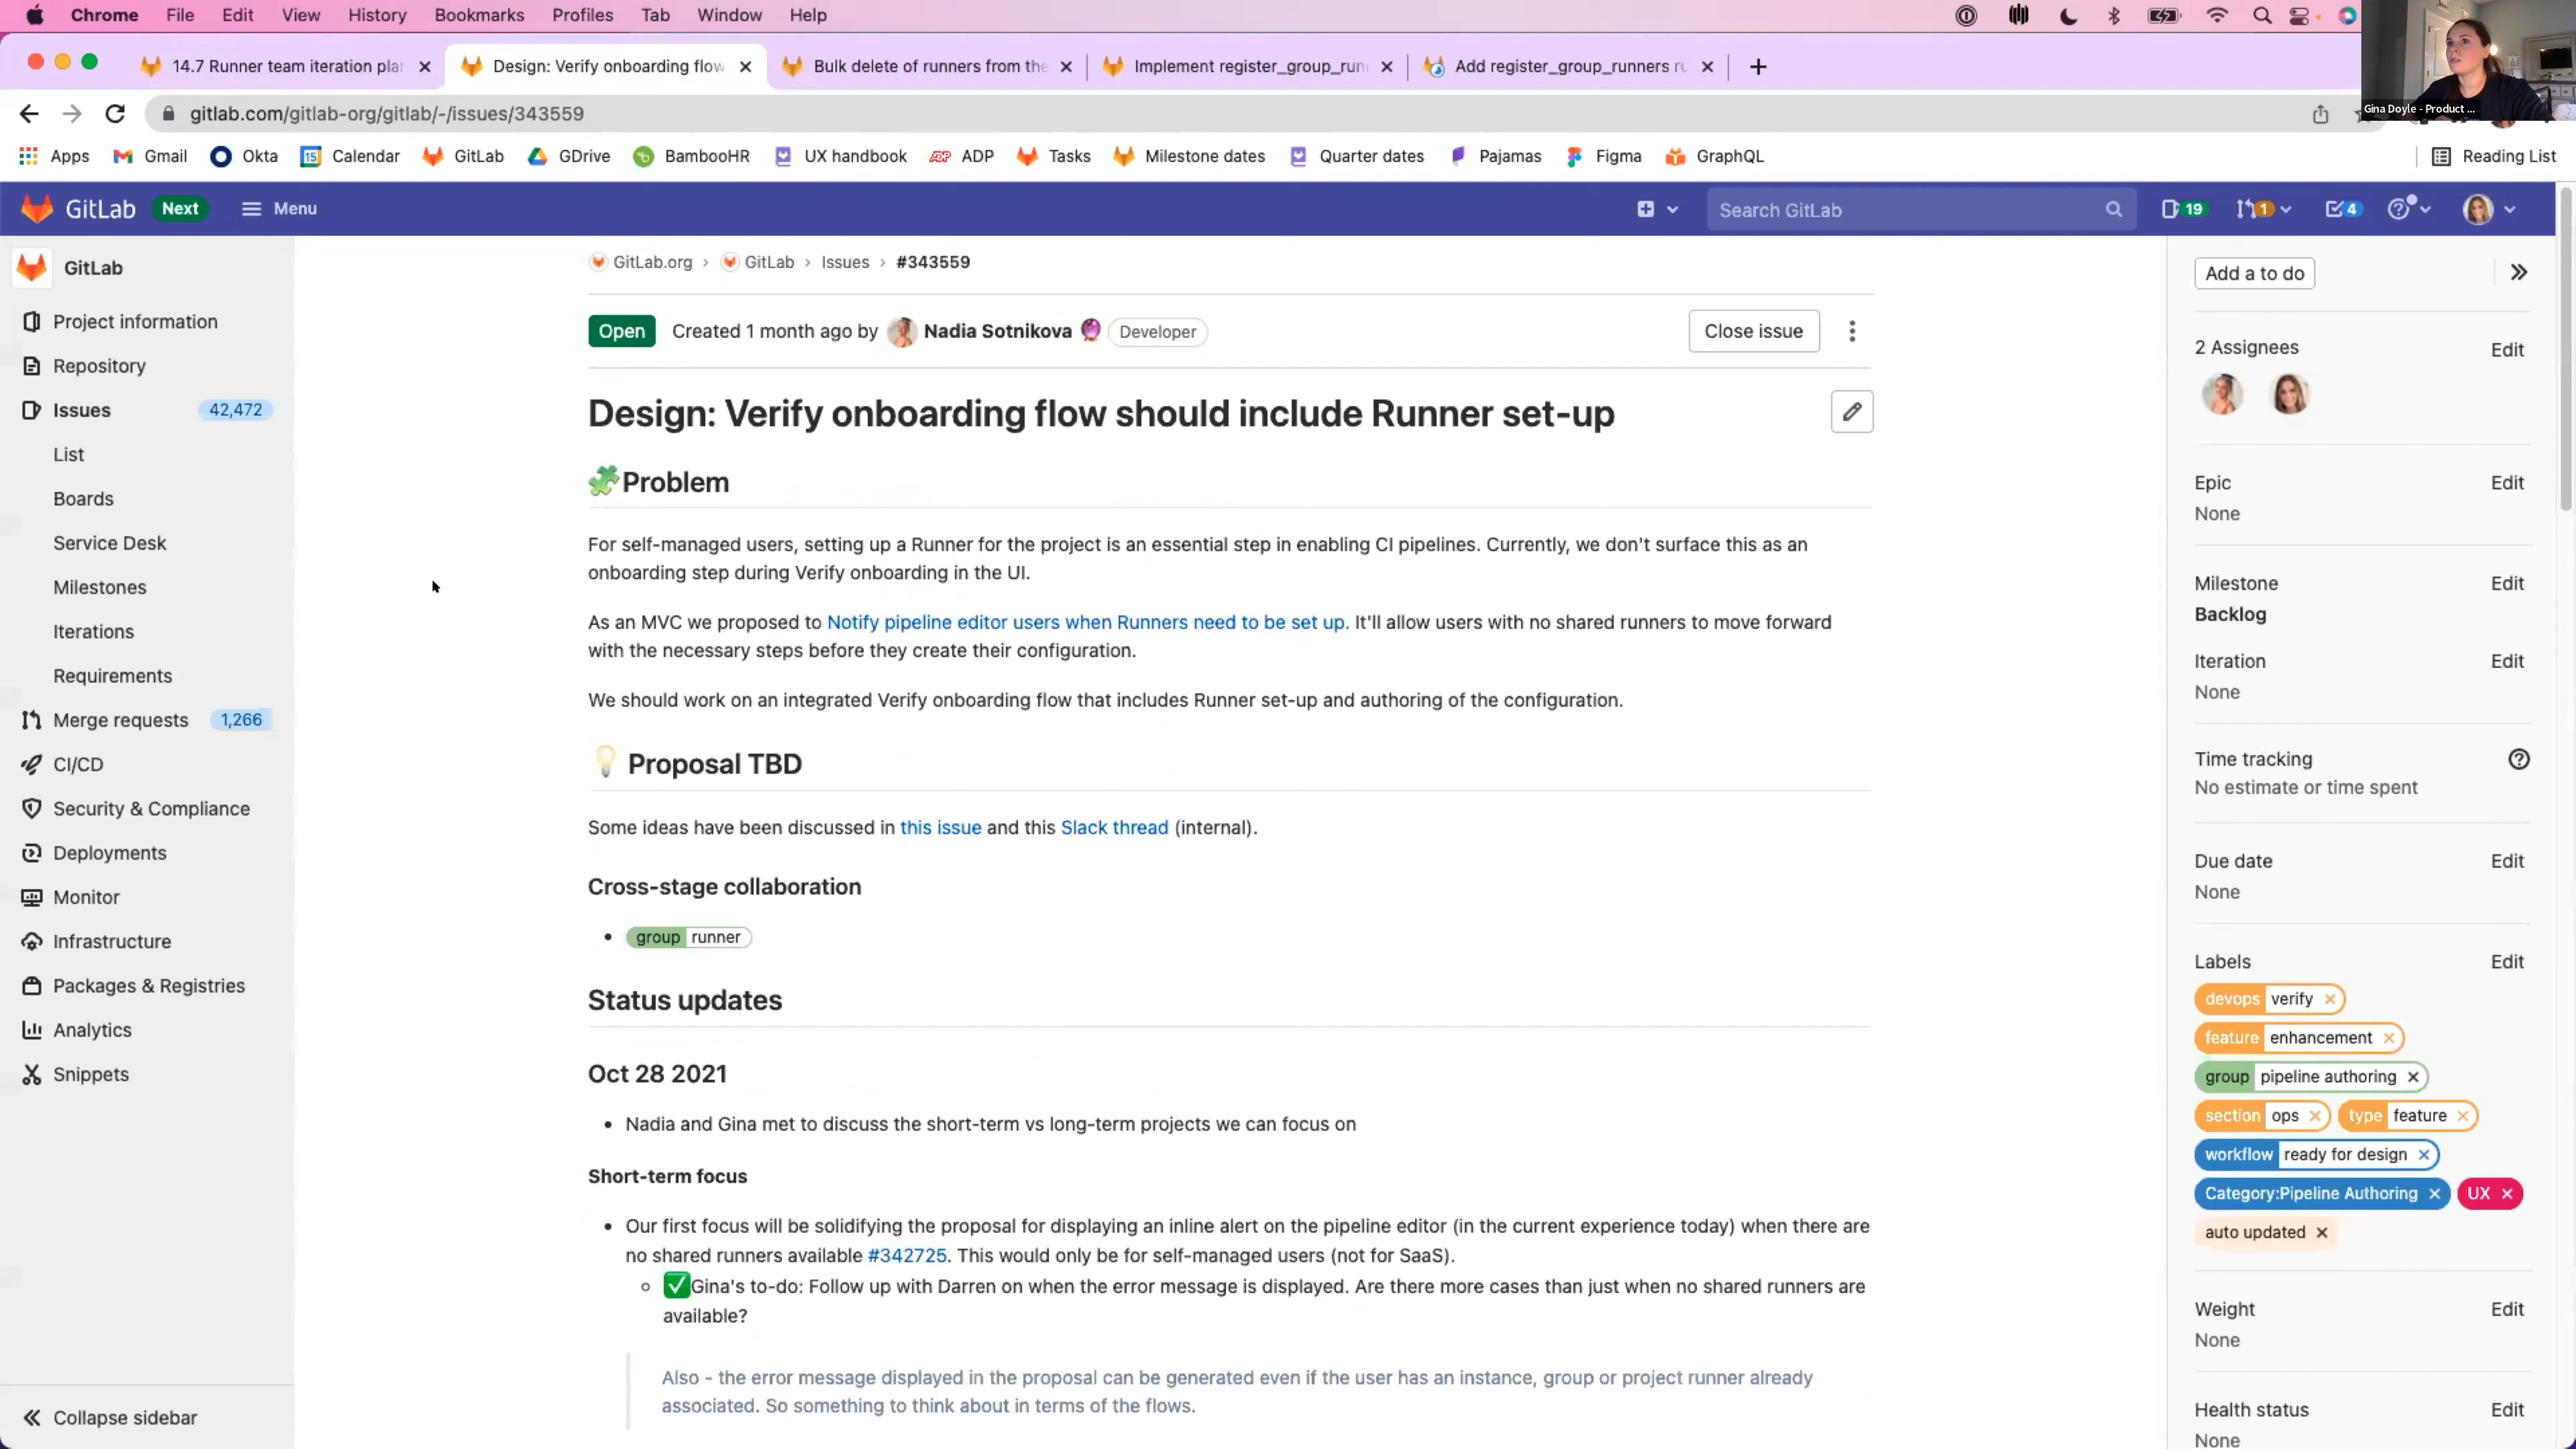 Chrome File Edit View History Bookmarks Profiles Tab Window Help
14.7 Runner team iteration plan
Design: Verify onboarding flow
Bulk delete of runners from the
Implement register_group_run
Add register_group_runners ru
gitlab.com/gitlab-org/gitlab/-/issues/343559
Gina Doyle - Product ...
Apps Gmail Okta 15 Calendar GitLab GDrive BambooHR UX handbook ADP ADP Tasks Milestone dates Quarter dates Pajamas Figma GraphQL Reading List
GitLab Next Menu Search GitLab 19 1 4
GitLab
Project information
Repository
Issues 42,472
List
Boards
Service Desk
Milestones
Iterations
Requirements
Merge requests 1,266
CI/CD
Security & Compliance
Deployments
Monitor
Infrastructure
Packages & Registries
Analytics
Snippets
Collapse sidebar
GitLab.org › GitLab › Issues › #343559
Open Created 1 month ago by Nadia Sotnikova Developer
Close issue
Design: Verify onboarding flow should include Runner set-up
Problem
For self-managed users, setting up a Runner for the project is an essential step in enabling CI pipelines. Currently, we don't surface this as an
onboarding step during Verify onboarding in the UI.
As an MVC we proposed to Notify pipeline editor users when Runners need to be set up. It'll allow users with no shared runners to move forward
with the necessary steps before they create their configuration.
We should work on an integrated Verify onboarding flow that includes Runner set-up and authoring of the configuration.
Proposal TBD
Some ideas have been discussed in this issue and this Slack thread (internal).
Cross-stage collaboration
• group runner
Status updates
Oct 28 2021
• Nadia and Gina met to discuss the short-term vs long-term projects we can focus on
Short-term focus
• Our first focus will be solidifying the proposal for displaying an inline alert on the pipeline editor (in the current experience today) when there are
no shared runners available #342725. This would only be for self-managed users (not for SaaS).
◦ ✅Gina's to-do: Follow up with Darren on when the error message is displayed. Are there more cases than just when no shared runners are
available?
Also - the error message displayed in the proposal can be generated even if the user has an instance, group or project runner already
associated. So something to think about in terms of the flows.
Add a to do
2 Assignees Edit
Epic Edit
None
Milestone Edit
Backlog
Iteration Edit
None
Time tracking
No estimate or time spent
Due date Edit
None
Labels Edit
devops verify ×
feature enhancement ×
group pipeline authoring ×
section ops × type feature ×
workflow ready for design ×
Category:Pipeline Authoring × UX ×
auto updated ×
Weight Edit
None
Health status Edit
None